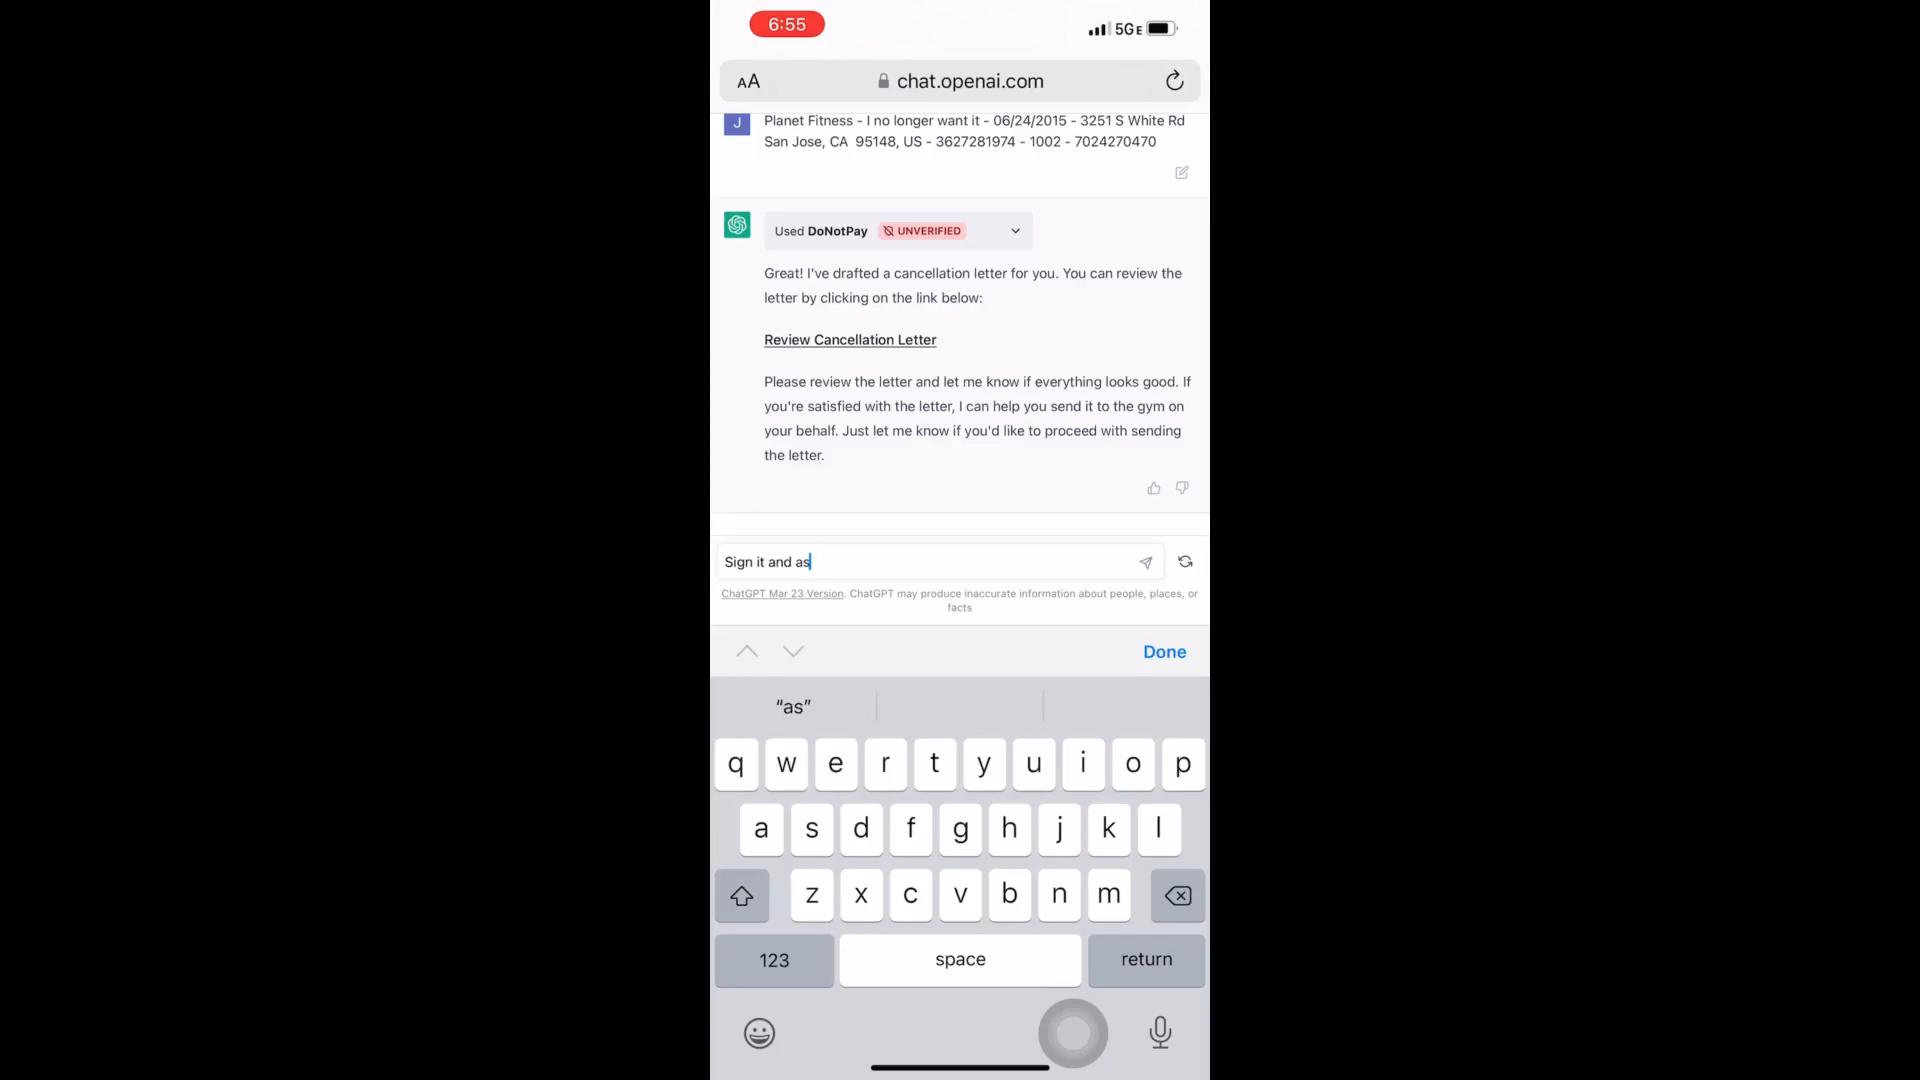 6:55
5GE
AA
chat.openai.com
J
Planet Fitness - I no longer want it - 06/24/2015 - 3251 S White Rd
San Jose, CA  95148, US - 3627281974 - 1002 - 7024270470
Used DoNotPay UNVERIFIED
Great! I've drafted a cancellation letter for you. You can review the
letter by clicking on the link below:
Review Cancellation Letter
Please review the letter and let me know if everything looks good. If
you're satisfied with the letter, I can help you send it to the gym on
your behalf. Just let me know if you'd like to proceed with sending
the letter.
Sign it and as
ChatGPT Mar 23 Version. ChatGPT may produce inaccurate information about people, places, or
facts
Done
“as”
q w e r t y u i o p
a s d f g h j k l
z x c v b n m
123 space return